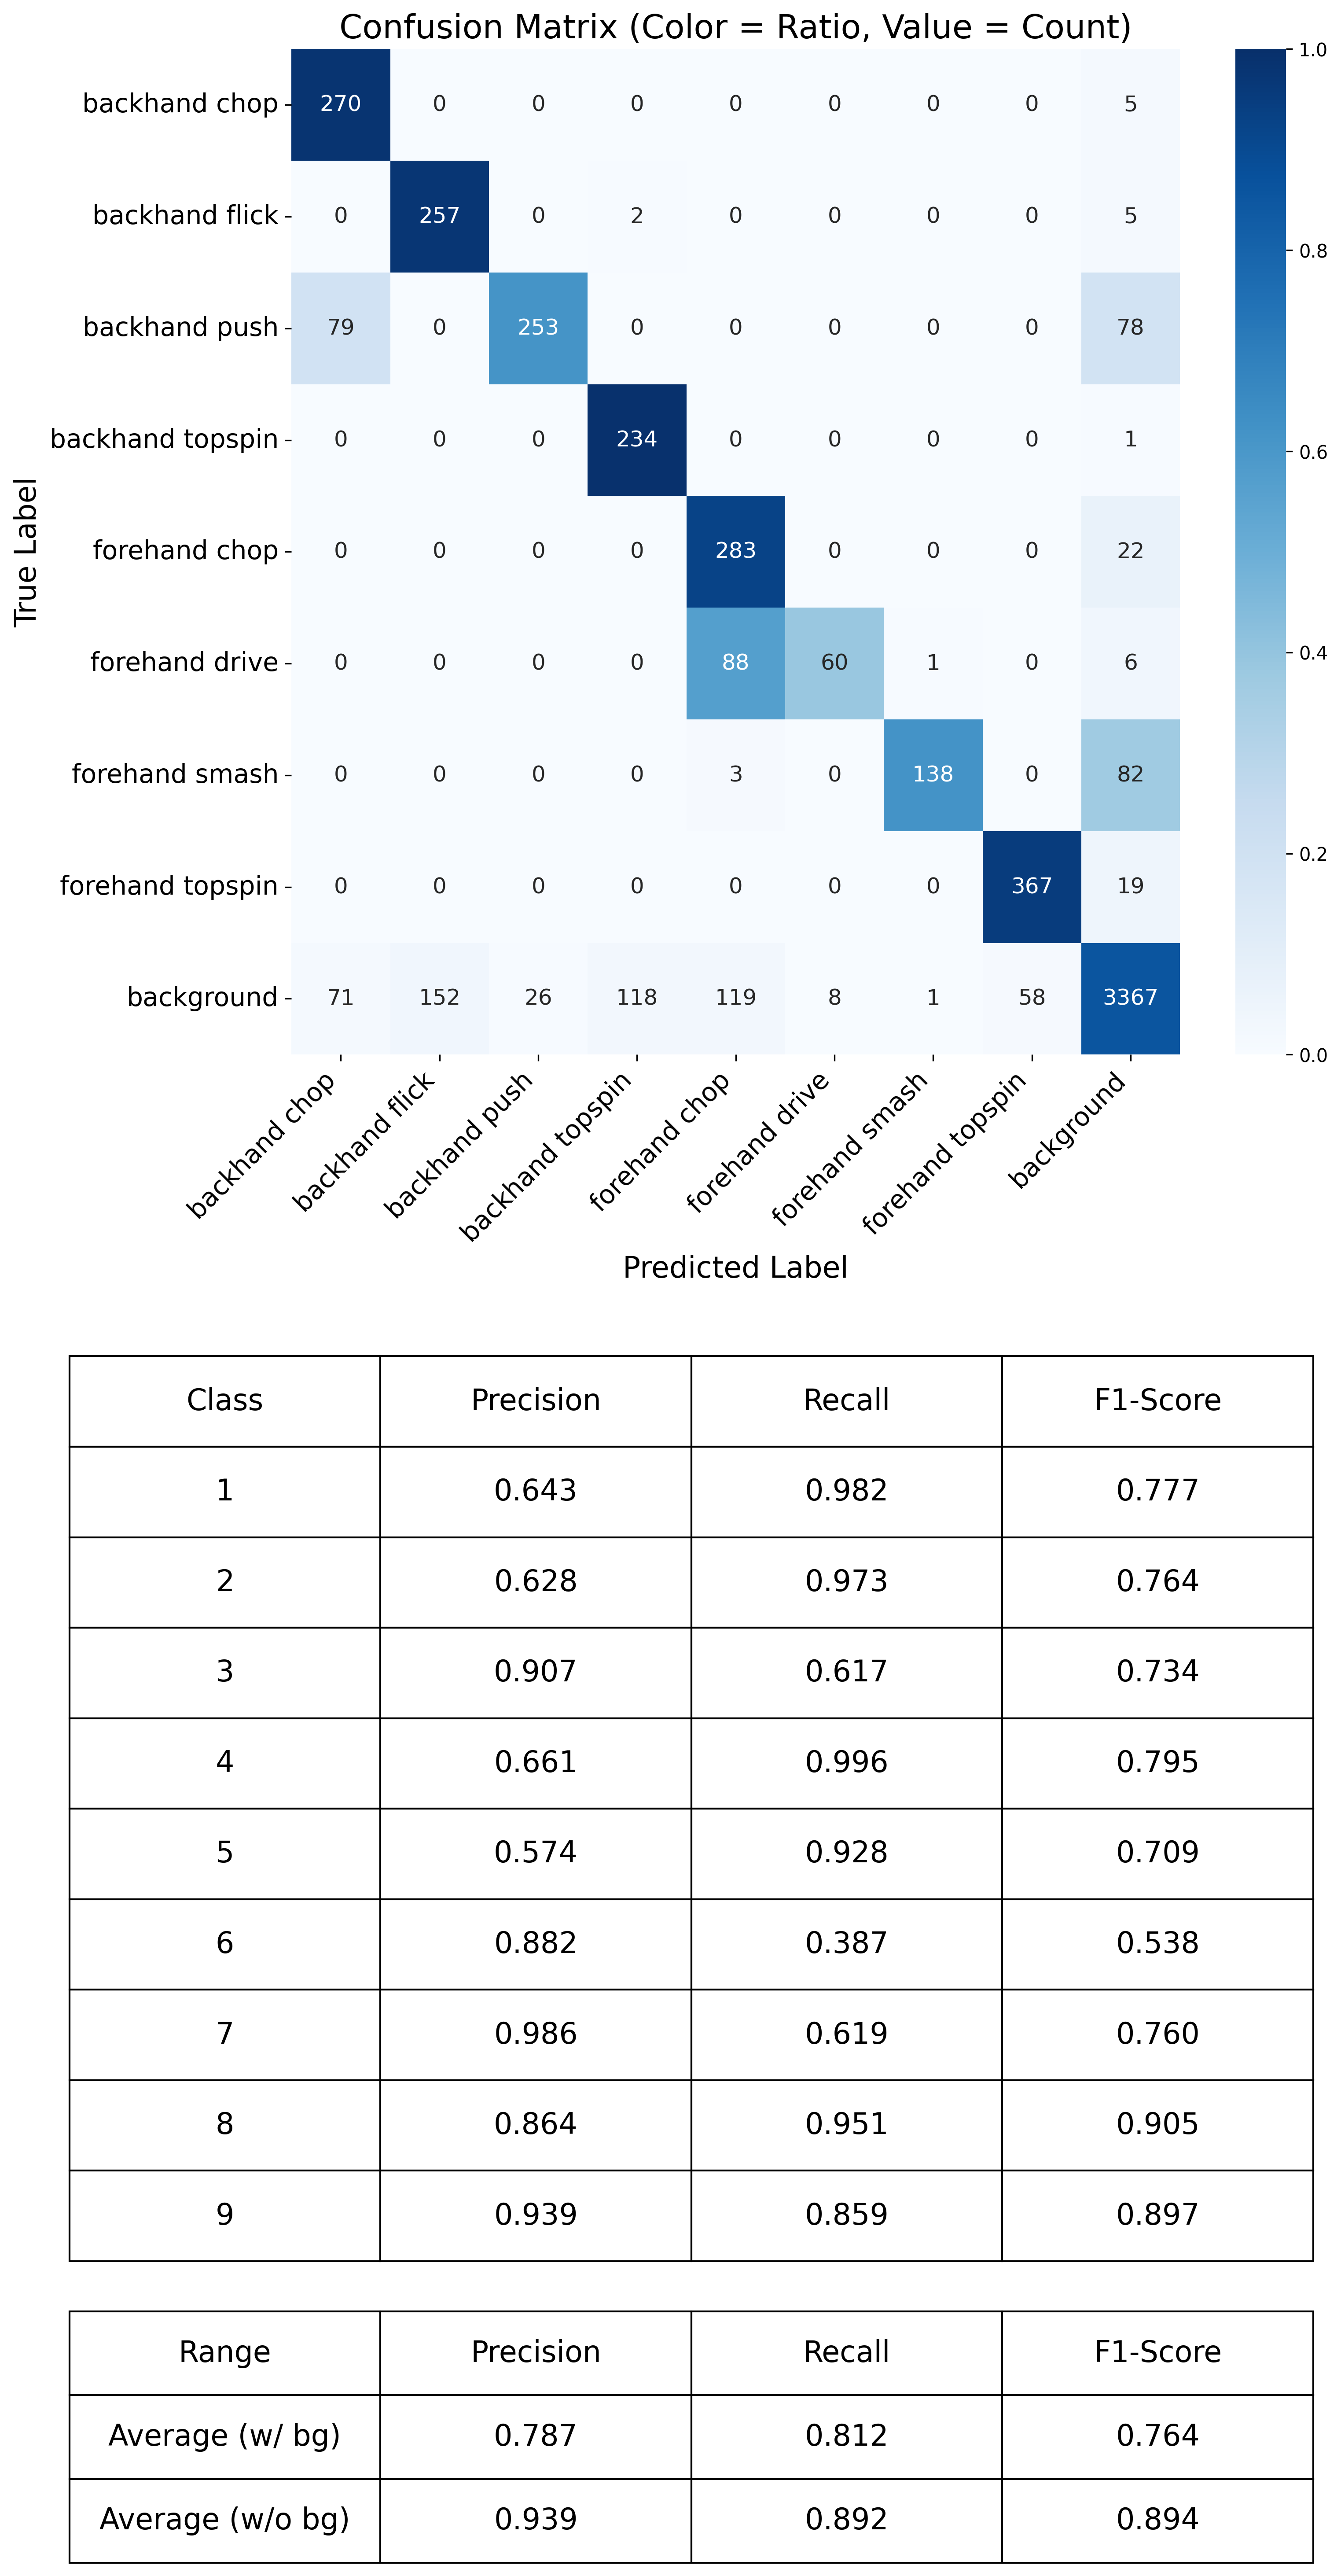 Confusion Matrix (Color = Ratio, Value = Count)
1.0
backhand chop 270 0 0 0 0 0 0 0 5
backhand flick 0 257 0 2 0 0 0 0 5
0.8
backhand push 79 0 253 0 0 0 0 0 78
backhand topspin 0 0 0 234 0 0 0 0 1
0.6
True Label
forehand chop 0 0 0 0 283 0 0 0 22
forehand drive 0 0 0 0 88 60 1 0 6
0.4
forehand smash 0 0 0 0 3 0 138 0 82
0.2
forehand topspin 0 0 0 0 0 0 0 367 19
background 71 152 26 118 119 8 1 58 3367
0.0
backhand chop
backhand flick
backhand push
backhand topspin
forehand chop
forehand drive
forehand smash
forehand topspin
background
Predicted Label
Class Precision Recall F1-Score
1 0.643 0.982 0.777
2 0.628 0.973 0.764
3 0.907 0.617 0.734
4 0.661 0.996 0.795
5 0.574 0.928 0.709
6 0.882 0.387 0.538
7 0.986 0.619 0.760
8 0.864 0.951 0.905
9 0.939 0.859 0.897
Range Precision Recall F1-Score
Average (w/ bg) 0.787 0.812 0.764
Average (w/o bg) 0.939 0.892 0.894